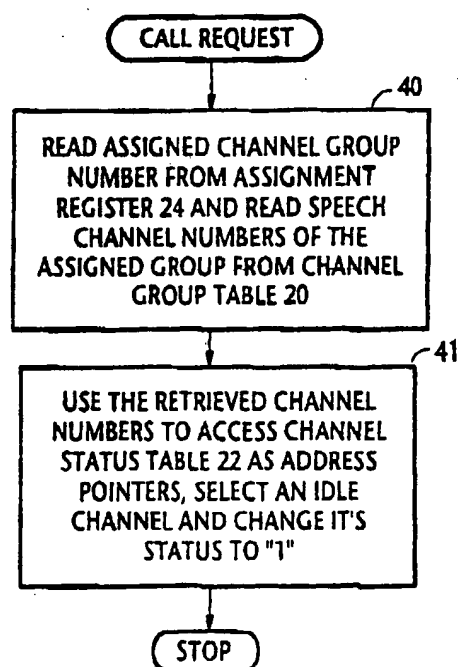 CALL REQUEST
40
READ ASSIGNED CHANNEL GROUP
NUMBER FROM ASSIGNMENT
REGISTER 24 AND READ SPEECH
CHANNEL NUMBERS OF THE
ASSIGNED GROUP FROM CHANNEL
GROUP TABLE 20
41
USE THE RETRIEVED CHANNEL
NUMBERS TO ACCESS CHANNEL
STATUS TABLE 22 AS ADDRESS
POINTERS, SELECT AN IDLE
CHANNEL AND CHANGE IT'S
STATUS TO "1"
STOP